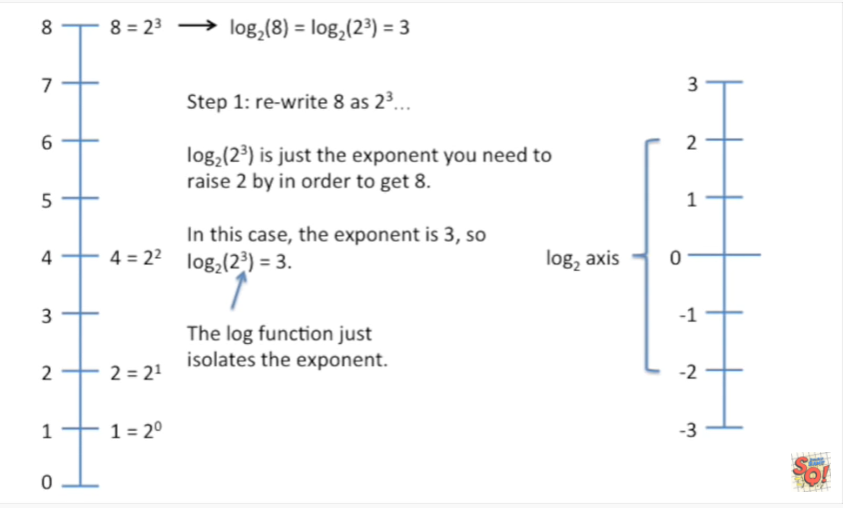 8
8 = 2³ → log₂(8) = log₂(2³) = 3
7
Step 1: re-write 8 as 2³...
6
log₂(2³) is just the exponent you need to
raise 2 by in order to get 8.
5
In this case, the exponent is 3, so
log₂(2³) = 3.
4
4 = 2²
3
The log function just
isolates the exponent.
2
2 = 2¹
1
1 = 2⁰
0
log₂ axis
3
2
1
0
-1
-2
-3
SQ!